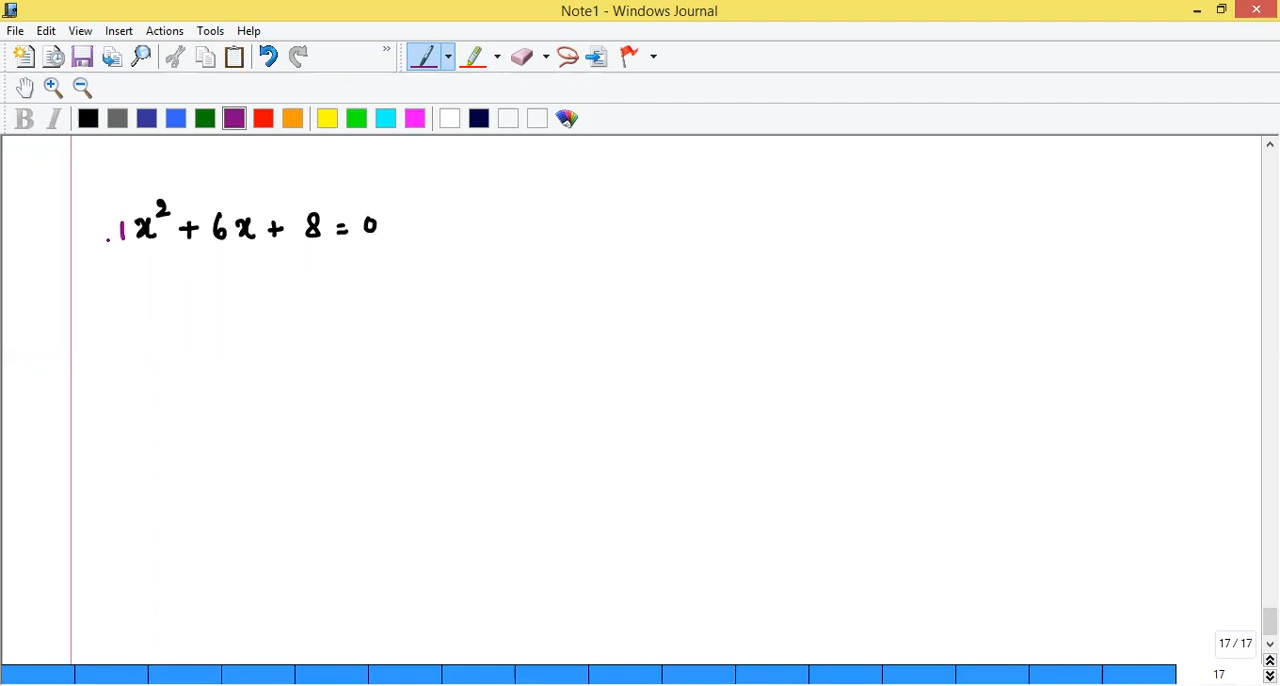 Note1 - Windows Journal
File Edit View Insert Actions Tools Help
»
B I
.1x² + 6x + 8 = 0
17 / 17
17